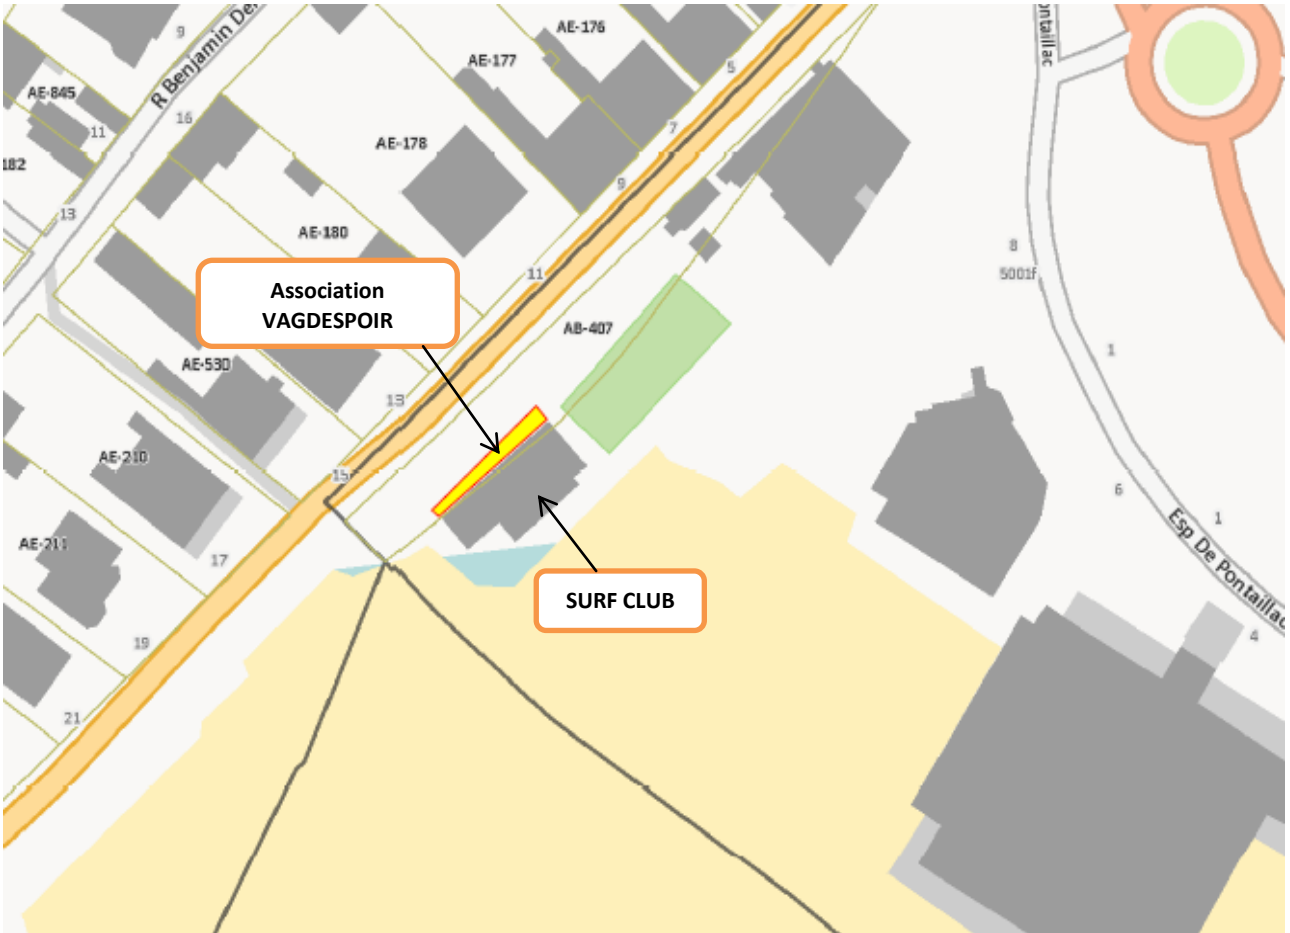 9
R Benjamin De
AE-176
AE-177
5
ontaillac
AE-845
11
16
7
AE-178
182
9
13
AE-180
8
5001f
11
Association
VAGDESPOIR
AB-407
1
AE-530
13
AE-210
15
6
1
Esp De Pontaillac
AE-211
17
SURF CLUB
19
4
21